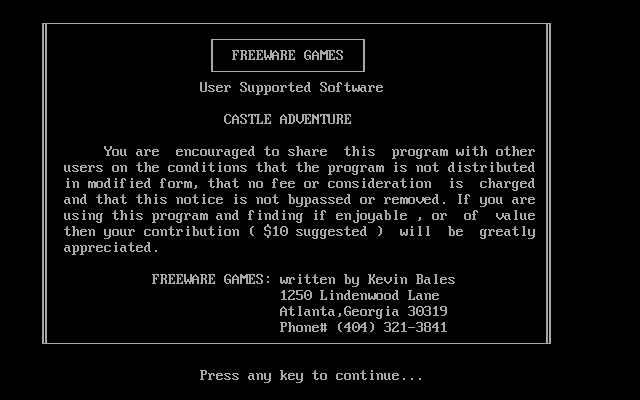 FREEWARE GAMES
User Supported Software
CASTLE ADVENTURE
You are encouraged to share this program with other
users on the conditions that the program is not distributed
in modified form, that no fee or consideration is charged
and that this notice is not bypassed or removed. If you are
using this program and finding if enjoyable , or of value
then your contribution ( $10 suggested ) will be greatly
appreciated.
FREEWARE GAMES: written by Kevin Bales
1250 Lindenwood Lane
Atlanta,Georgia 30319
Phone# (404) 321-3841
Press any key to continue...